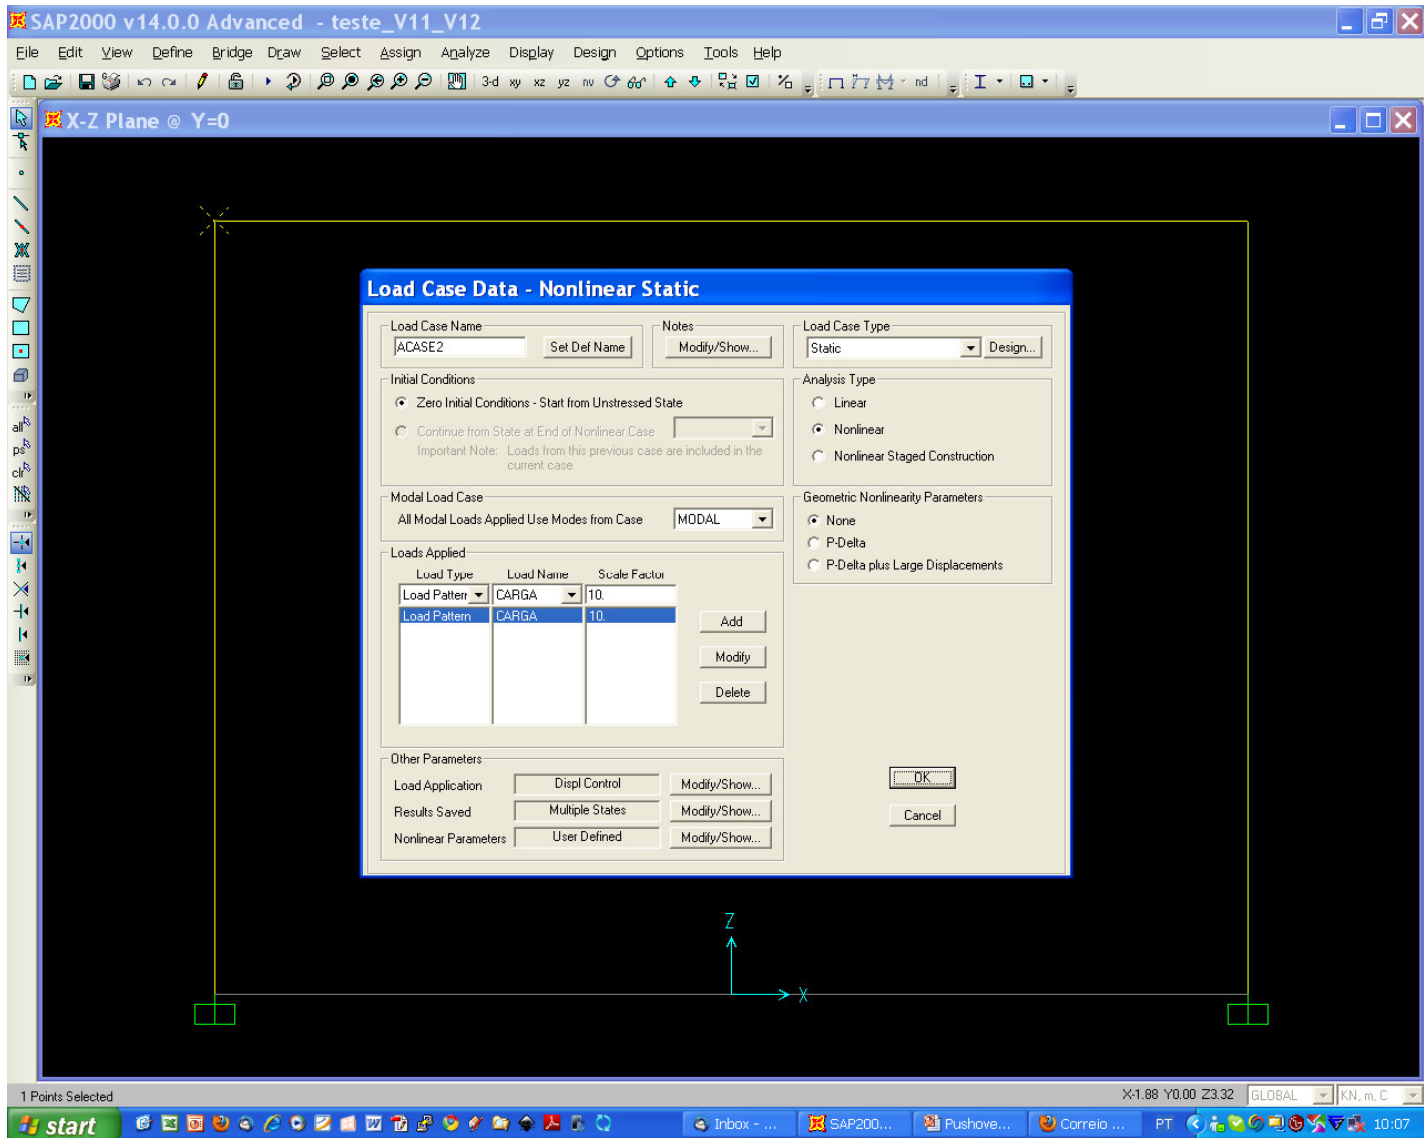 SAP2000 v14.0.0 Advanced - teste_V11_V12
File Edit View Define Bridge Draw Select Assign Analyze Display Design Options Tools Help
3-d xy xz yz nv nd
X-Z Plane @ Y=0
all
ps
clr
Load Case Data - Nonlinear Static
Load Case Name
ACASE2
Set Def Name
Notes
Modify/Show...
Load Case Type
Static
Design...
Initial Conditions
Zero Initial Conditions - Start from Unstressed State
Continue from State at End of Nonlinear Case
Important Note: Loads from this previous case are included in the
current case
Analysis Type
Linear
Nonlinear
Nonlinear Staged Construction
Modal Load Case
All Modal Loads Applied Use Modes from Case
MODAL
Geometric Nonlinearity Parameters
None
P-Delta
P-Delta plus Large Displacements
Loads Applied
Load Type Load Name Scale Factor
Load Pattern CARGA 10.
Load Pattern CARGA 10.
Add
Modify
Delete
Other Parameters
Load Application Displ Control Modify/Show...
Results Saved Multiple States Modify/Show...
Nonlinear Parameters User Defined Modify/Show...
OK
Cancel
Z
X
1 Points Selected
X-1.88 Y0.00 Z3.32
GLOBAL
KN, m, C
start
Inbox - ...
SAP200...
Pushove...
Correio ...
PT
10:07